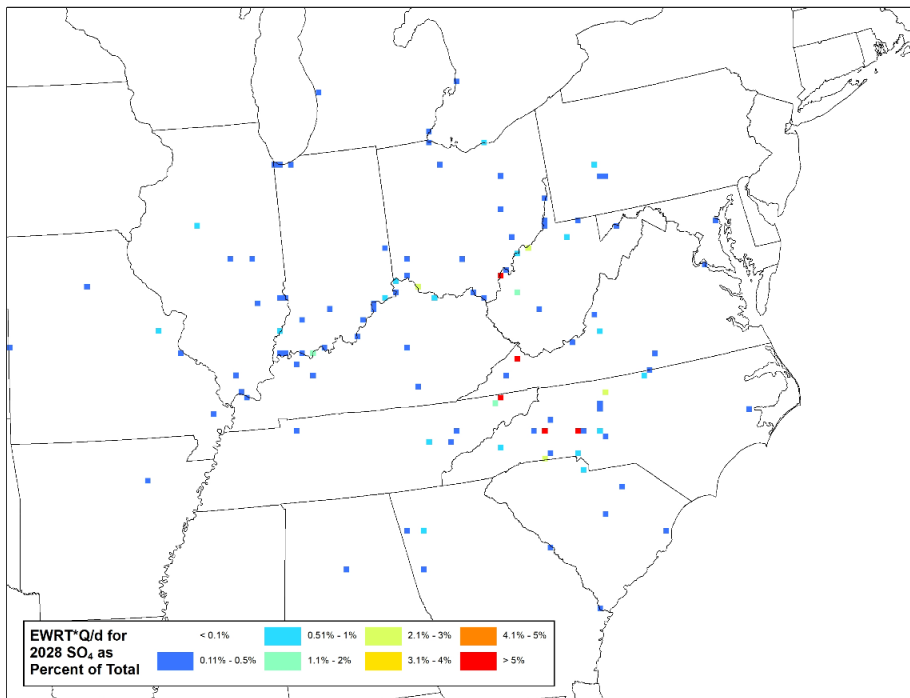 EWRT*Q/d for
2028 SO₄ as
Percent of Total
< 0.1%
0.51% - 1%
2.1% - 3%
4.1% - 5%
0.11% - 0.5%
1.1% - 2%
3.1% - 4%
> 5%